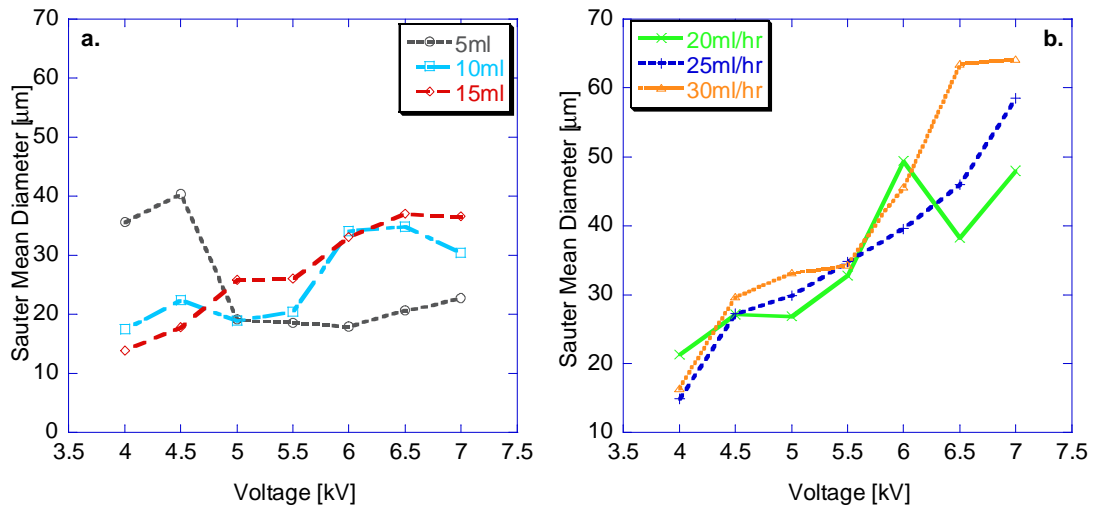 a.
5ml
10ml
15ml
Sauter Mean Diameter [μm]
70
60
50
40
30
20
10
0
3.5 4 4.5 5 5.5 6 6.5 7 7.5
Voltage [kV]
b.
20ml/hr
25ml/hr
30ml/hr
Sauter Mean Diameter [μm]
70
60
50
40
30
20
10
3.5 4 4.5 5 5.5 6 6.5 7 7.5
Voltage [kV]